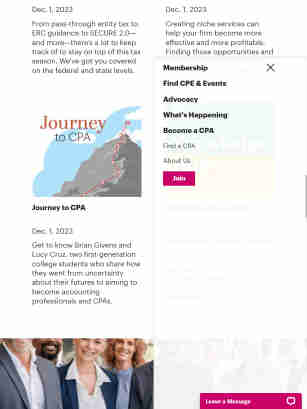 Dec. 1, 2023
From pass-through entity tax to
ERC guidance to SECURE 2.0—
and more—there's a lot to keep
track of to stay on top of this tax
season. We've got you covered
on the federal and state levels.
Dec. 1, 2023
Creating niche services can
help your firm become more
effective and more profitable.
Finding those opportunities and
Membership
Find CPE & Events
Advocacy
What's Happening
Become a CPA
Find a CPA
About Us
Join
Journey
to CPA
Journey to CPA
Dec. 1, 2023
Get to know Brian Givens and
Lucy Cruz, two first-generation
college students who share how
they went from uncertainty
about their futures to aiming to
become accounting
professionals and CPAs.
Leave a Message